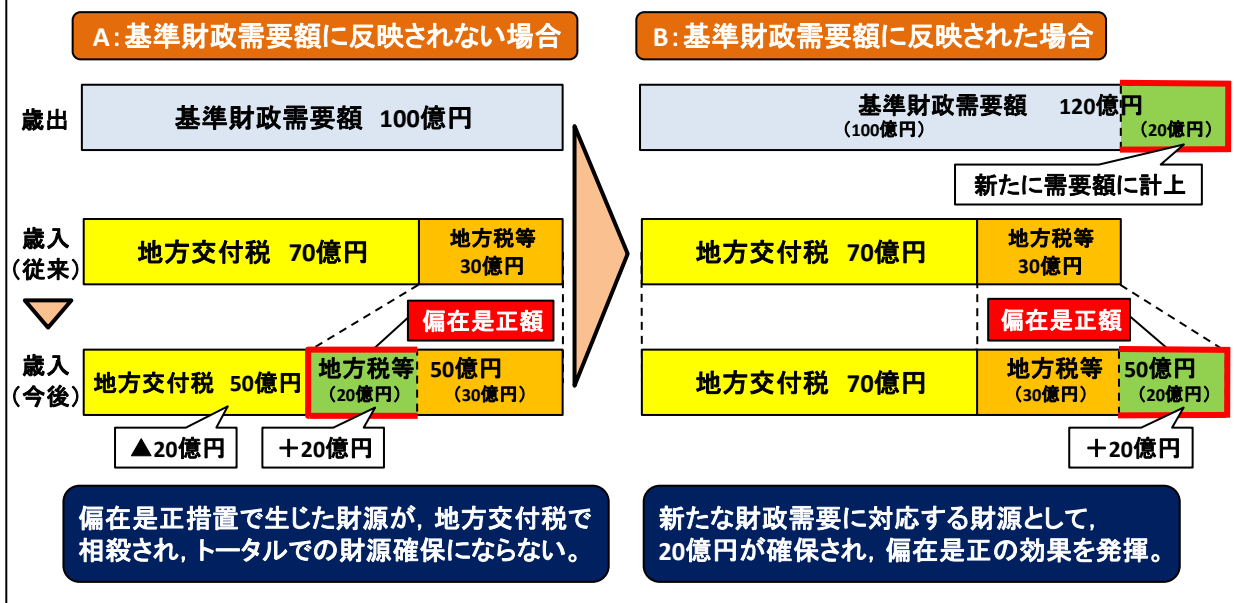 A：基準財政需要額に反映されない場合
歳出
基準財政需要額 100億円
歳入
（従来）
地方交付税 70億円
地方税等
30億円
偏在是正額
歳入
（今後）
地方交付税 50億円
地方税等 50億円
（20億円） （30億円）
▲20億円
＋20億円
偏在是正措置で生じた財源が，地方交付税で
相殺され，トータルでの財源確保にならない。
B：基準財政需要額に反映された場合
基準財政需要額 120億円
（100億円） （20億円）
新たに需要額に計上
地方交付税 70億円
地方税等
30億円
偏在是正額
地方交付税 70億円
地方税等 50億円
（30億円） （20億円）
＋20億円
新たな財政需要に対応する財源として，
20億円が確保され，偏在是正の効果を発揮。